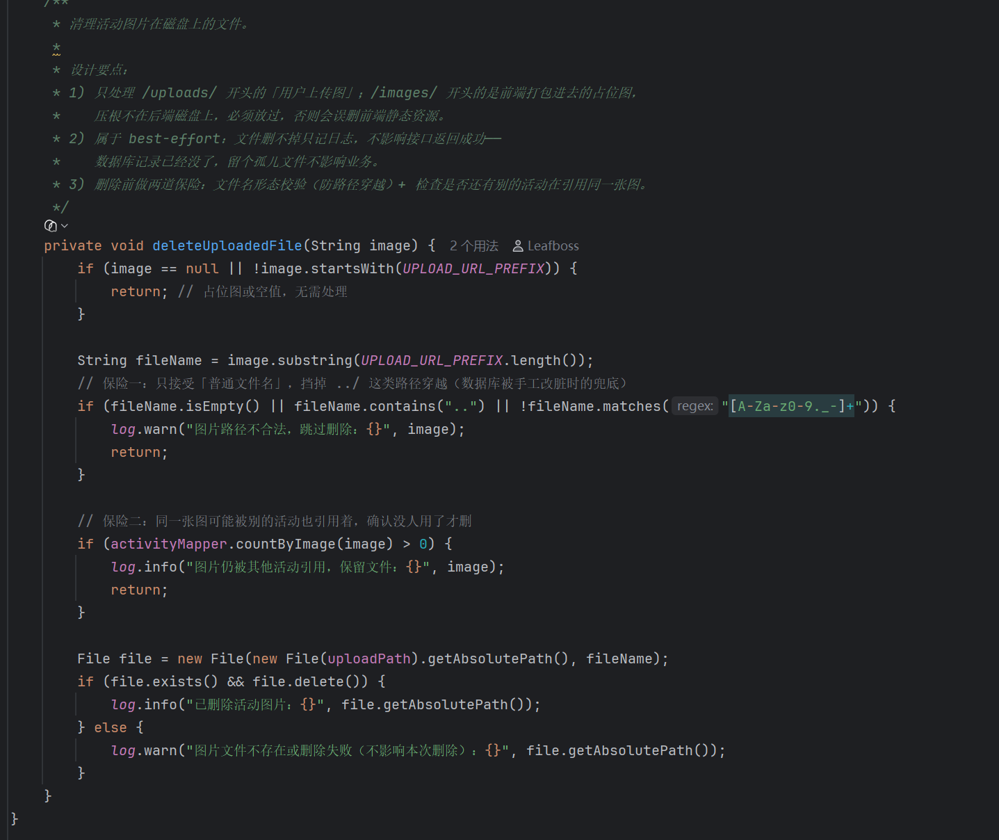 /**
* 清理活动图片在磁盘上的文件。
*
* 设计要点：
* 1) 只处理 /uploads/ 开头的「用户上传图」；/images/ 开头的是前端打包进去的占位图，
* 压根不在后端磁盘上，必须放过，否则会误删前端静态资源。
* 2) 属于 best-effort：文件删不掉只记日志，不影响接口返回成功——
* 数据库记录已经没了，留个孤儿文件不影响业务。
* 3) 删除前做两道保险：文件名形态校验（防路径穿越）+ 检查是否还有别的活动在引用同一张图。
*/
private void deleteUploadedFile(String image) { 2 个用法 Leafboss
if (image == null || !image.startsWith(UPLOAD_URL_PREFIX)) {
return; // 占位图或空值，无需处理
}
String fileName = image.substring(UPLOAD_URL_PREFIX.length());
// 保险一：只接受「普通文件名」，挡掉 ../ 这类路径穿越（数据库被手工改脏时的兜底）
if (fileName.isEmpty() || fileName.contains("..") || !fileName.matches( regex: "[A-Za-z0-9._-]+")) {
log.warn("图片路径不合法，跳过删除：{}", image);
return;
}
// 保险二：同一张图可能被别的活动也引用着，确认没人用了才删
if (activityMapper.countByImage(image) > 0) {
log.info("图片仍被其他活动引用，保留文件：{}", image);
return;
}
File file = new File(new File(uploadPath).getAbsolutePath(), fileName);
if (file.exists() && file.delete()) {
log.info("已删除活动图片：{}", file.getAbsolutePath());
} else {
log.warn("图片文件不存在或删除失败（不影响本次删除）：{}", file.getAbsolutePath());
}
}
}